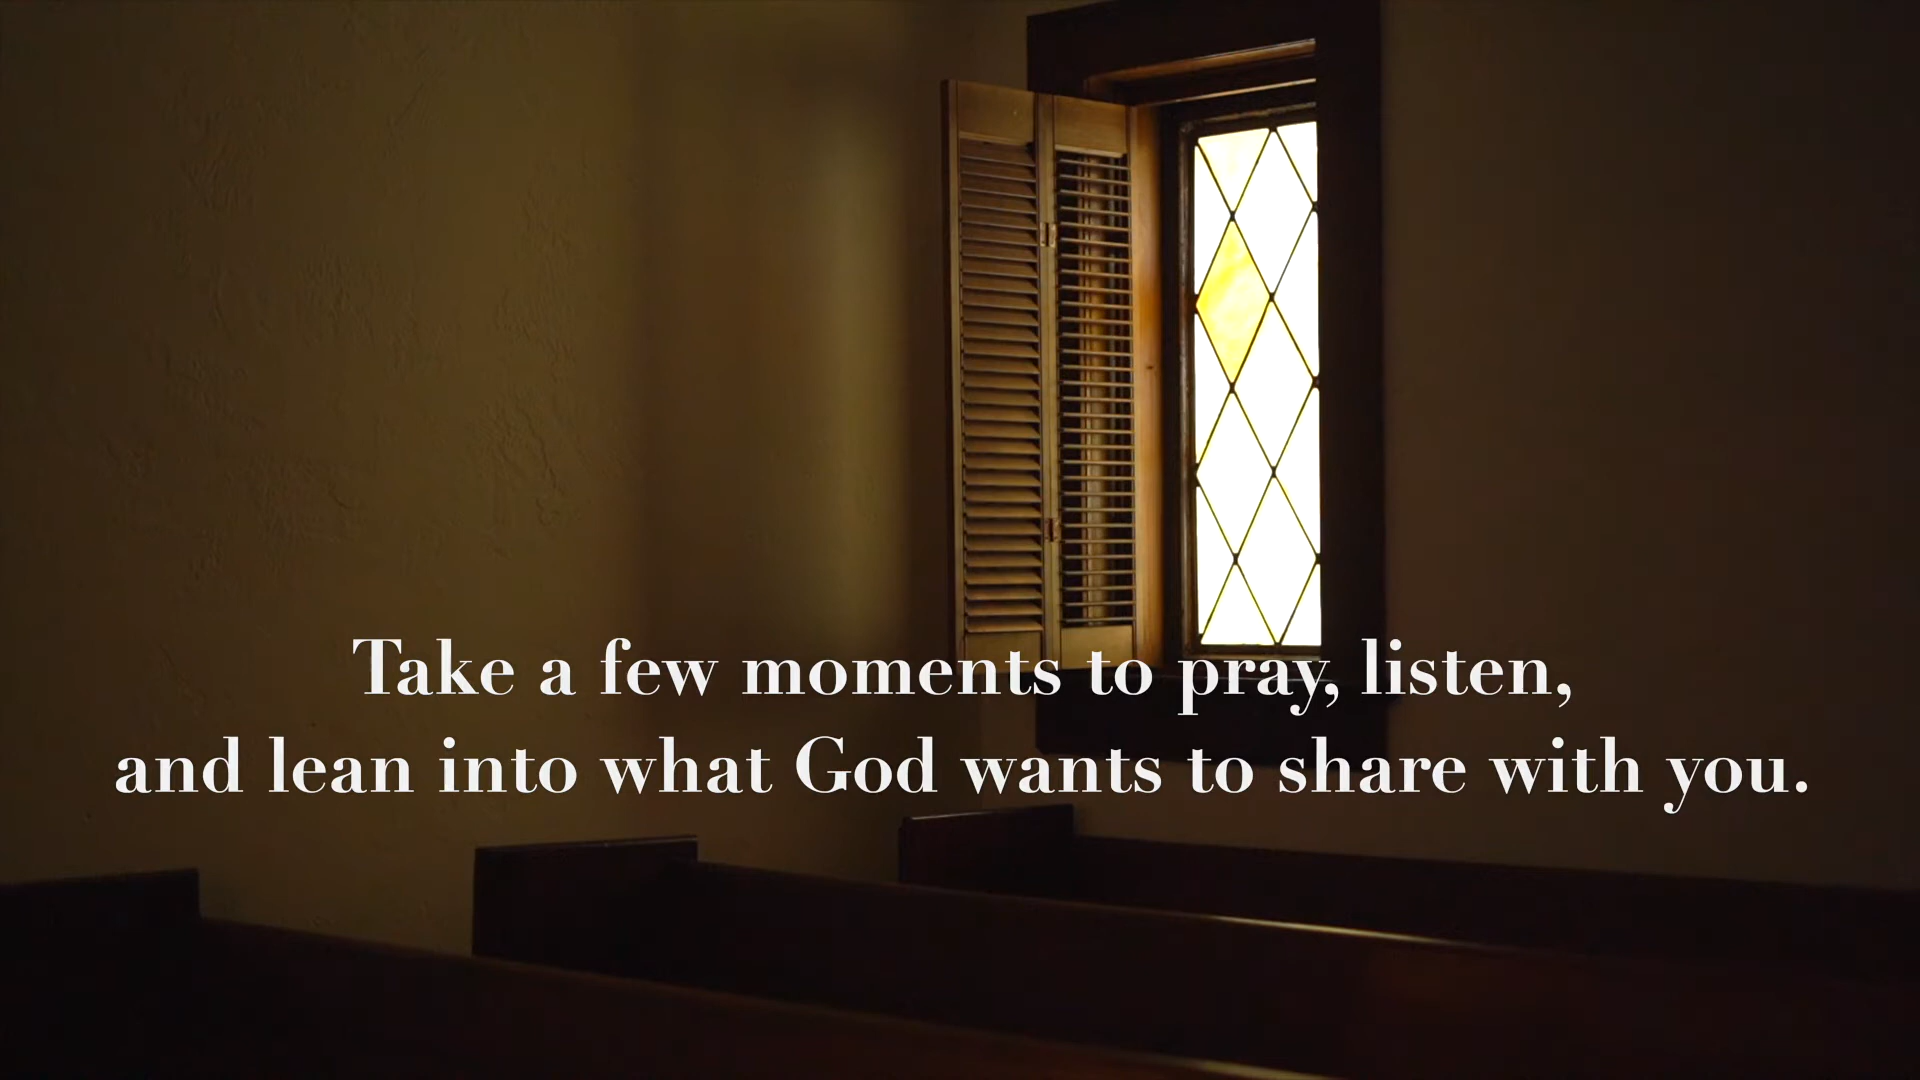 Take a few moments to pray, listen,
and lean into what God wants to share with you.